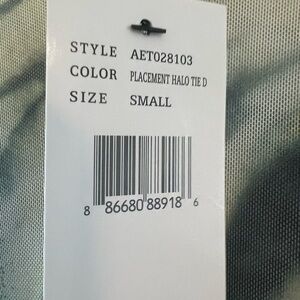 STYLE AET028103
COLOR PLACEMENT HALO TIE D
SIZE SMALL
8 86680 88918 6